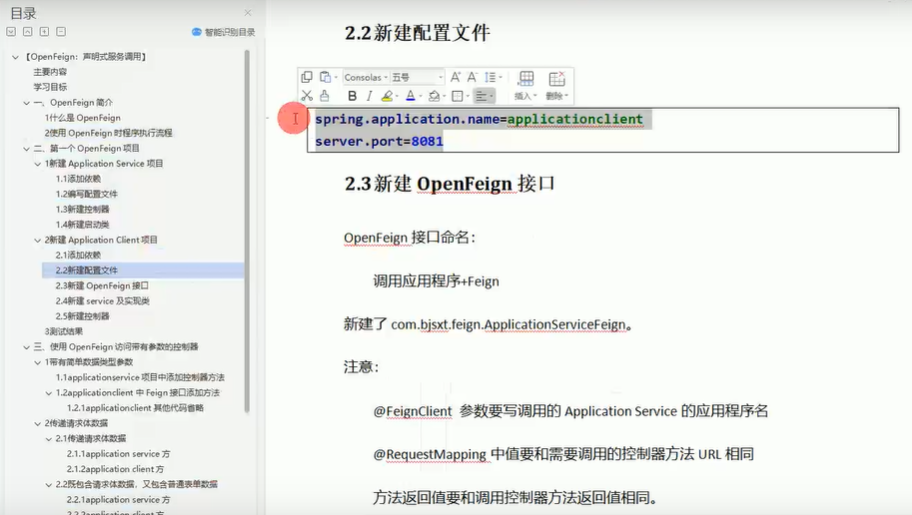 目录
智能识别目录
【OpenFeign：声明式服务调用】
主要内容
学习目标
一、OpenFeign 简介
1什么是 OpenFeign
2使用 OpenFeign 时程序执行流程
二、第一个 OpenFeign 项目
1新建 Application Service 项目
1.1添加依赖
1.2编写配置文件
1.3新建控制器
1.4新建启动类
2新建 Application Client 项目
2.1添加依赖
2.2新建配置文件
2.3新建 OpenFeign 接口
2.4新建 service 及实现类
2.5新建控制器
3测试结果
三、使用 OpenFeign 访问带有参数的控制器
1带有简单数据类型参数
1.1applicationservice 项目中添加控制器方法
1.2applicationclient 中 Feign 接口添加方法
1.2.1applicationclient 其他代码省略
2传递请求体数据
2.1传递请求体数据
2.1.1application service 方
2.1.2application client 方
2.2既包含请求体数据，又包含普通表单数据
2.2.1application service 方
2.2.2application client 方
2.2新建配置文件
Consolas 五号
B I A 插入 删除
spring.application.name=applicationclient
server.port=8081
2.3新建 OpenFeign 接口
OpenFeign 接口命名：
调用应用程序+Feign
新建了 com.bjsxt.feign.ApplicationServiceFeign。
注意：
@FeignClient 参数要写调用的 Application Service 的应用程序名
@RequestMapping 中值要和需要调用的控制器方法 URL 相同
方法返回值要和调用控制器方法返回值相同。